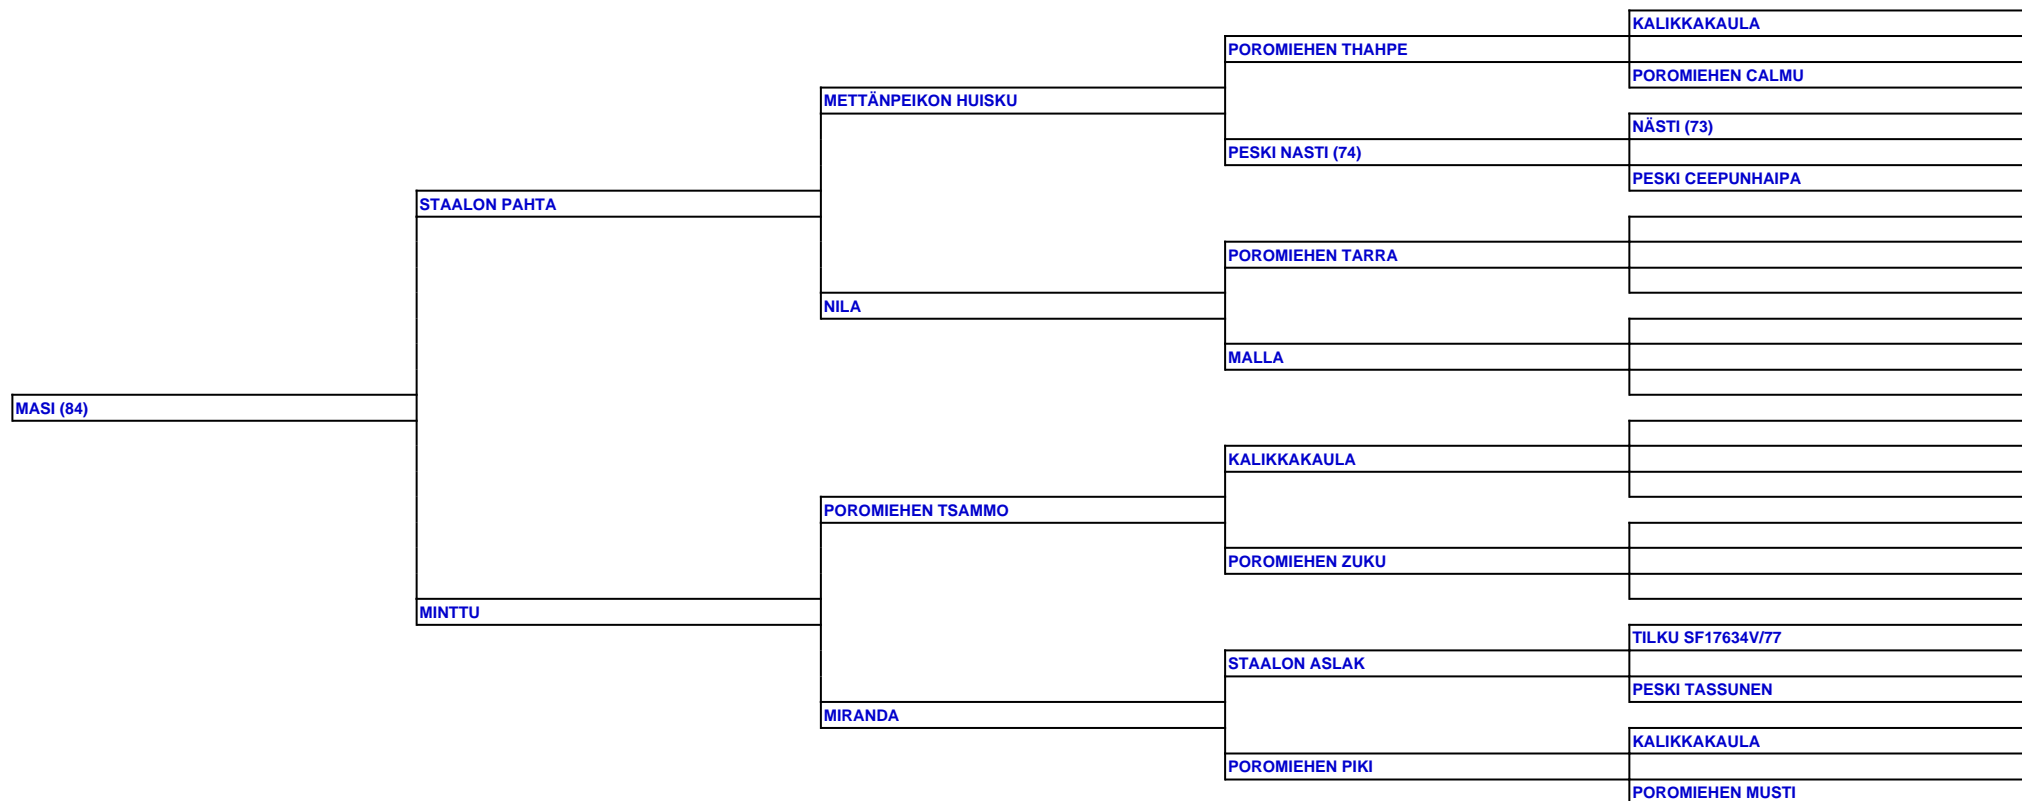 KALIKKAKAULA
POROMIEHEN THAHPE
POROMIEHEN CALMU
METTÄNPEIKON HUISKU
NÄSTI (73)
PESKI NASTI (74)
PESKI CEEPUNHAIPA
STAALON PAHTA
POROMIEHEN TARRA
NILA
MALLA
MASI (84)
KALIKKAKAULA
POROMIEHEN TSAMMO
POROMIEHEN ZUKU
MINTTU
TILKU SF17634V/77
STAALON ASLAK
PESKI TASSUNEN
MIRANDA
KALIKKAKAULA
POROMIEHEN PIKI
POROMIEHEN MUSTI